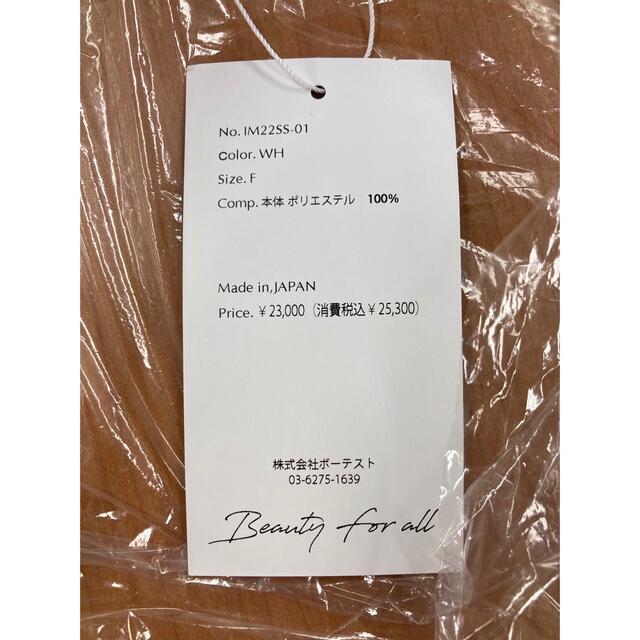 No. IM22SS-01
Color. WH
Size. F
Comp. 本体 ポリエステル 100%
Made in,JAPAN
Price. ¥23,000（消費税込¥25,300）
株式会社ボーテスト
03-6275-1639
Beauty for all